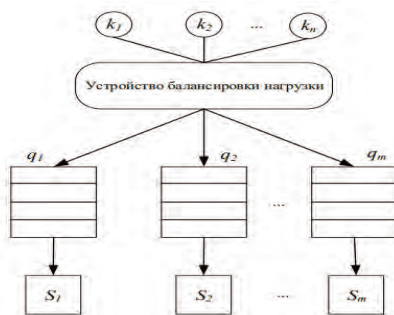 k1 k2 ... kn
Устройство балансировки нагрузки
q1 q2 qm
...
S1 S2 ... Sm